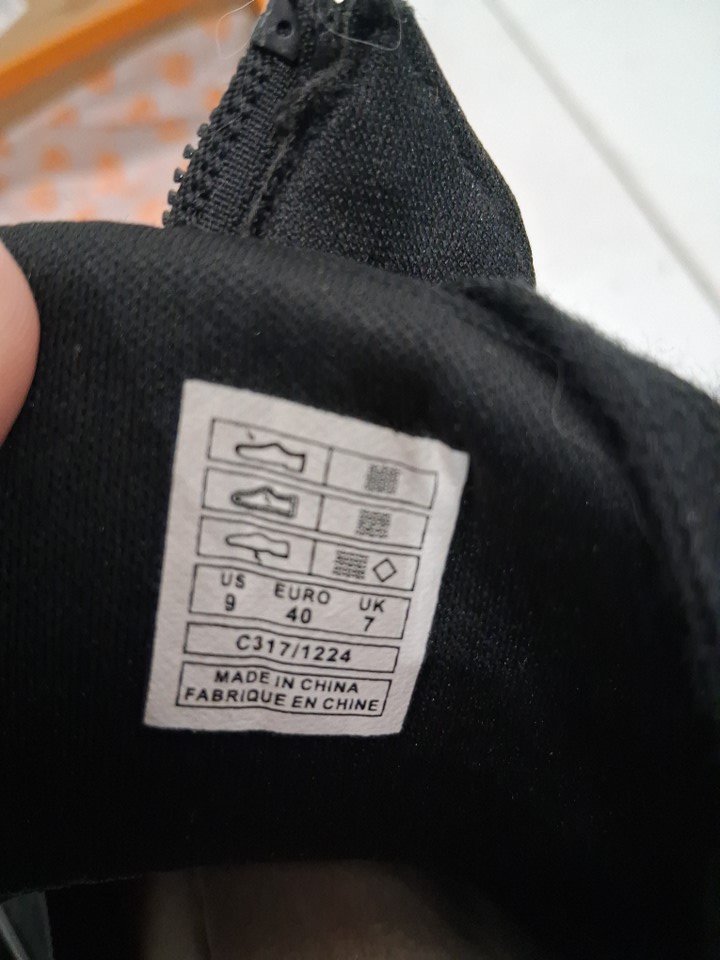 US EURO UK
9 40 7
C317/1224
MADE IN CHINA
FABRIQUE EN CHINE